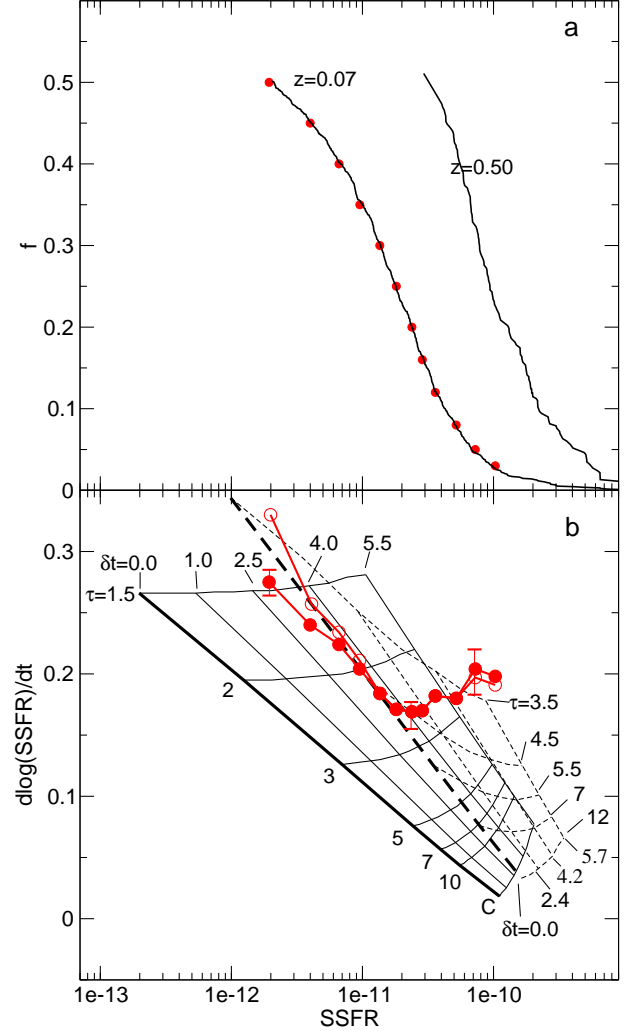 a
0.5
z=0.07
0.4
z=0.50
0.3
f
0.2
0.1
0
b
0.3
δt=0.0
1.0
2.5
4.0
5.5
τ=1.5
0.2
2
τ=3.5
dlog(SSFR)/dt
3
4.5
5.5
0.1
5
7
12
7
5.7
10
4.2
C
2.4
0
δt=0.0
1e-13
1e-12
1e-11
1e-10
SSFR